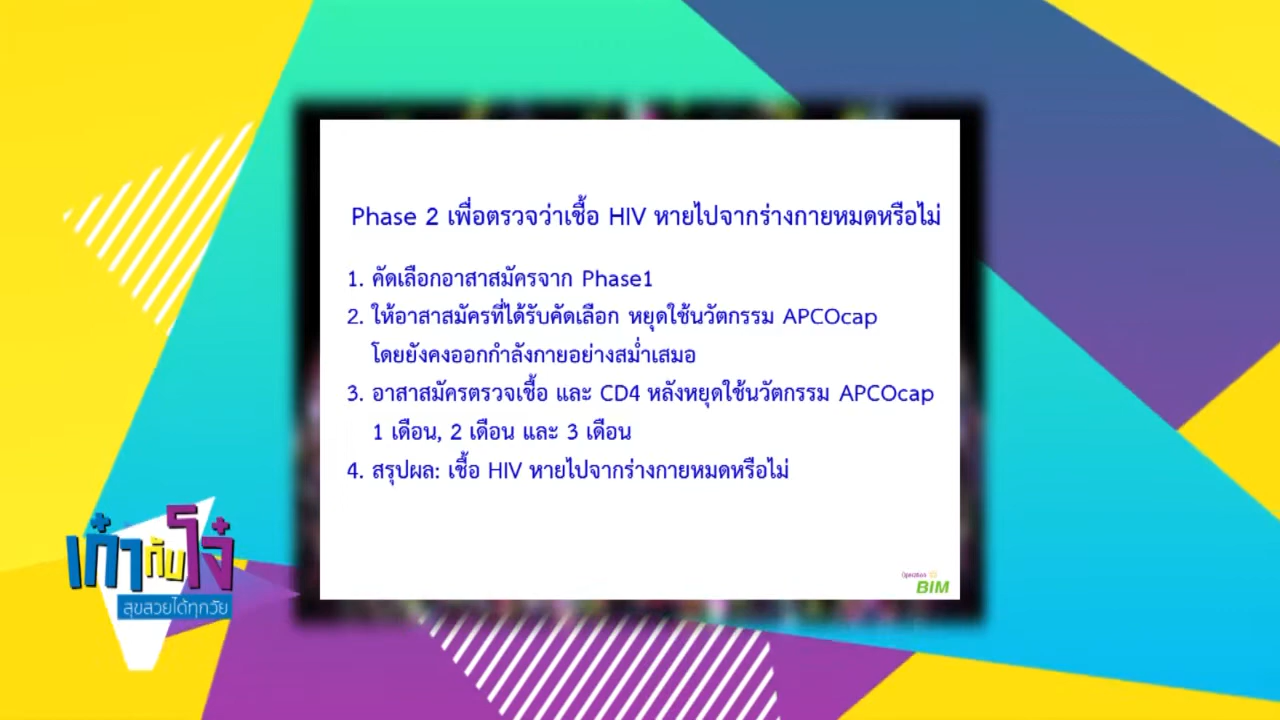 Phase 2 เพื่อตรวจว่าเชื้อ HIV หายไปจากร่างกายหมดหรือไม่
1. คัดเลือกอาสาสมัครจาก Phase1
2. ให้อาสาสมัครที่ได้รับคัดเลือก หยุดใช้นวัตกรรม APCOcap
โดยยังคงออกกำลังกายอย่างสม่ำเสมอ
3. อาสาสมัครตรวจเชื้อ และ CD4 หลังหยุดใช้นวัตกรรม APCOcap
1 เดือน, 2 เดือน และ 3 เดือน
4. สรุปผล: เชื้อ HIV หายไปจากร่างกายหมดหรือไม่
Operation
BIM
เก๋ากับโจ๋
สุขสวยได้ทุกวัย